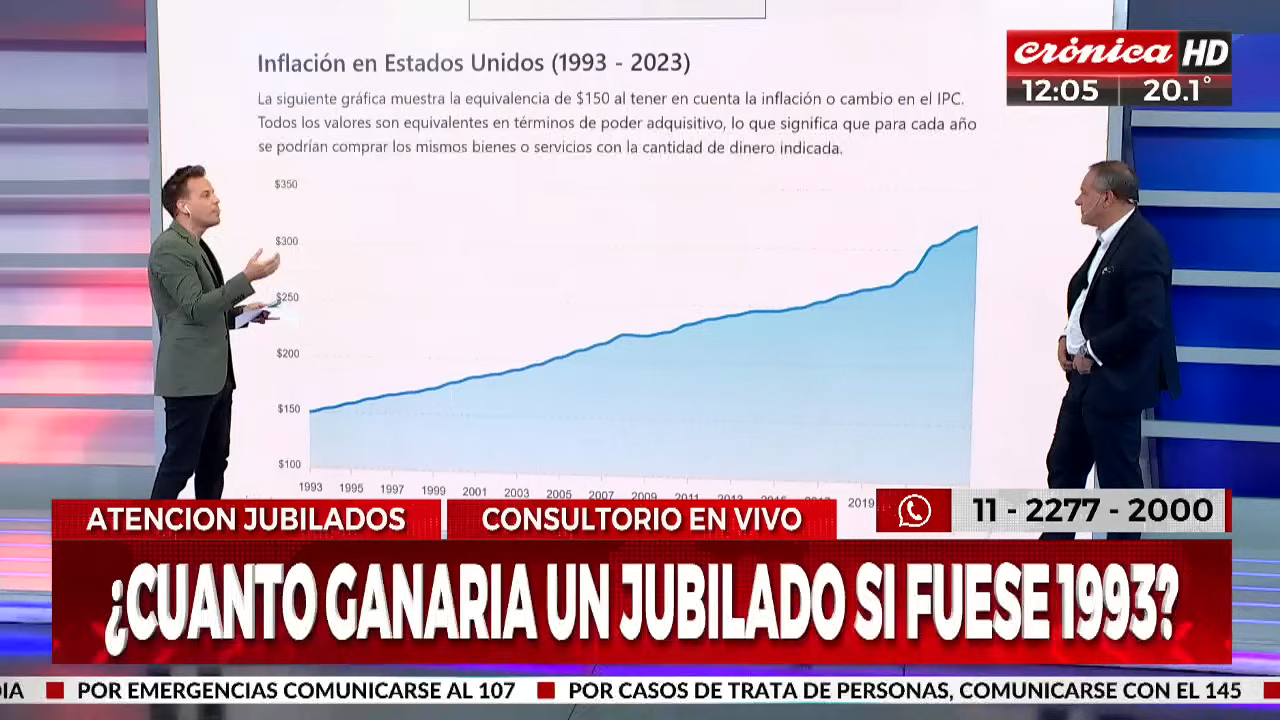 Inflación en Estados Unidos (1993 - 2023)
La siguiente gráfica muestra la equivalencia de $150 al tener en cuenta la inflación o cambio en el IPC.
Todos los valores son equivalentes en términos de poder adquisitivo, lo que significa que para cada año
se podrían comprar los mismos bienes o servicios con la cantidad de dinero indicada.
crónica HD
12:05 20.1°
$350
$300
$250
$200
$150
$100
1993 1995 1997 1999 2001 2003 2005 2007 2009 2011 2013 2015 2017 2019
ATENCION JUBILADOS
CONSULTORIO EN VIVO
11 - 2277 - 2000
¿CUANTO GANARIA UN JUBILADO SI FUESE 1993?
DIA ■ POR EMERGENCIAS COMUNICARSE AL 107 ■ POR CASOS DE TRATA DE PERSONAS, COMUNICARSE CON EL 145